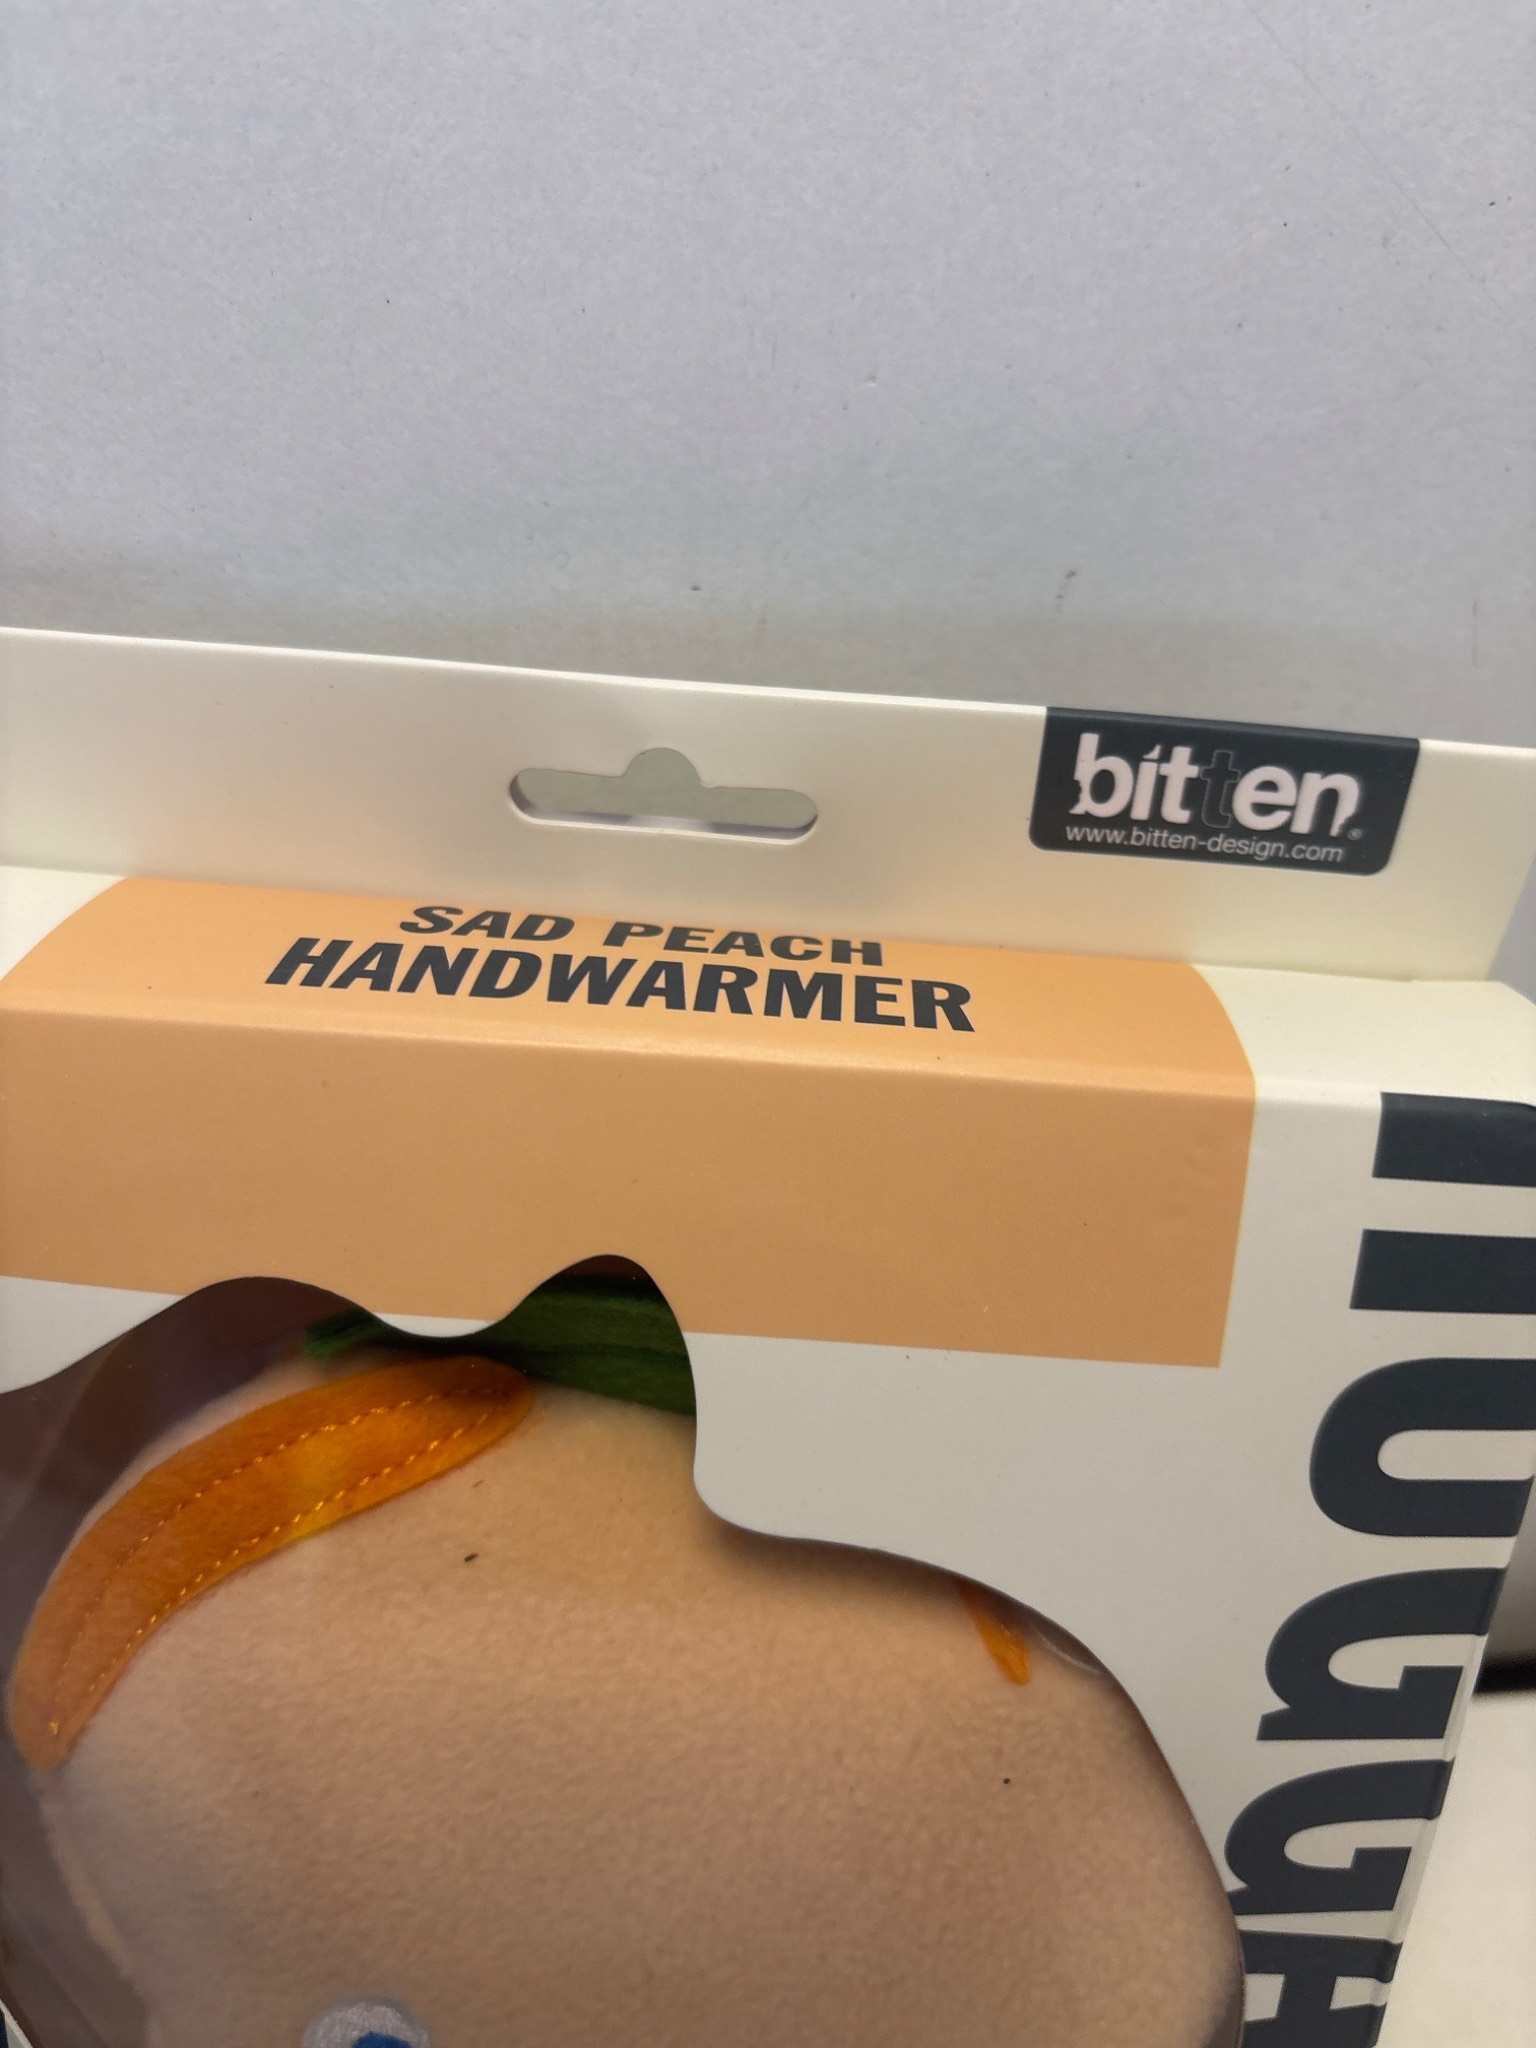 bitten®
www.bitten-design.com
SAD PEACH
HANDWARMER